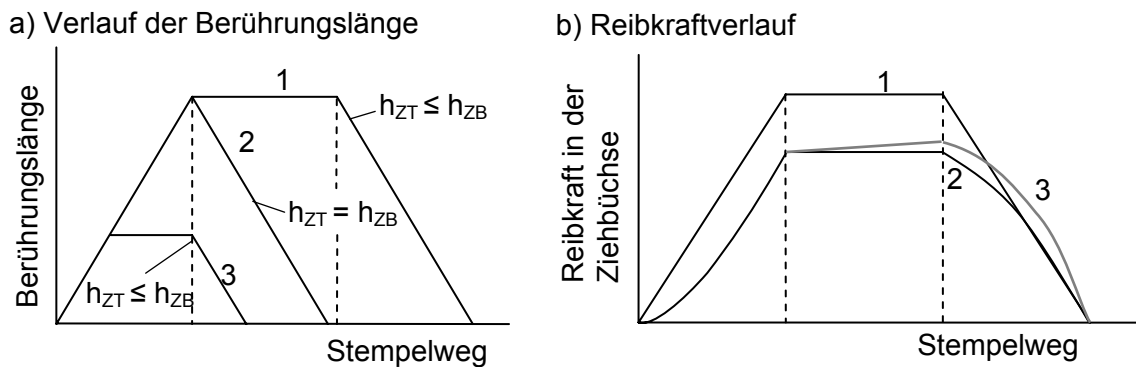 a) Verlauf der Berührungslänge
Berührungslänge
1
h_ZT ≤ h_ZB
2
h_ZT = h_ZB
h_ZT ≤ h_ZB
3
Stempelweg
b) Reibkraftverlauf
Reibkraft in der
Ziehbüchse
1
2
3
Stempelweg